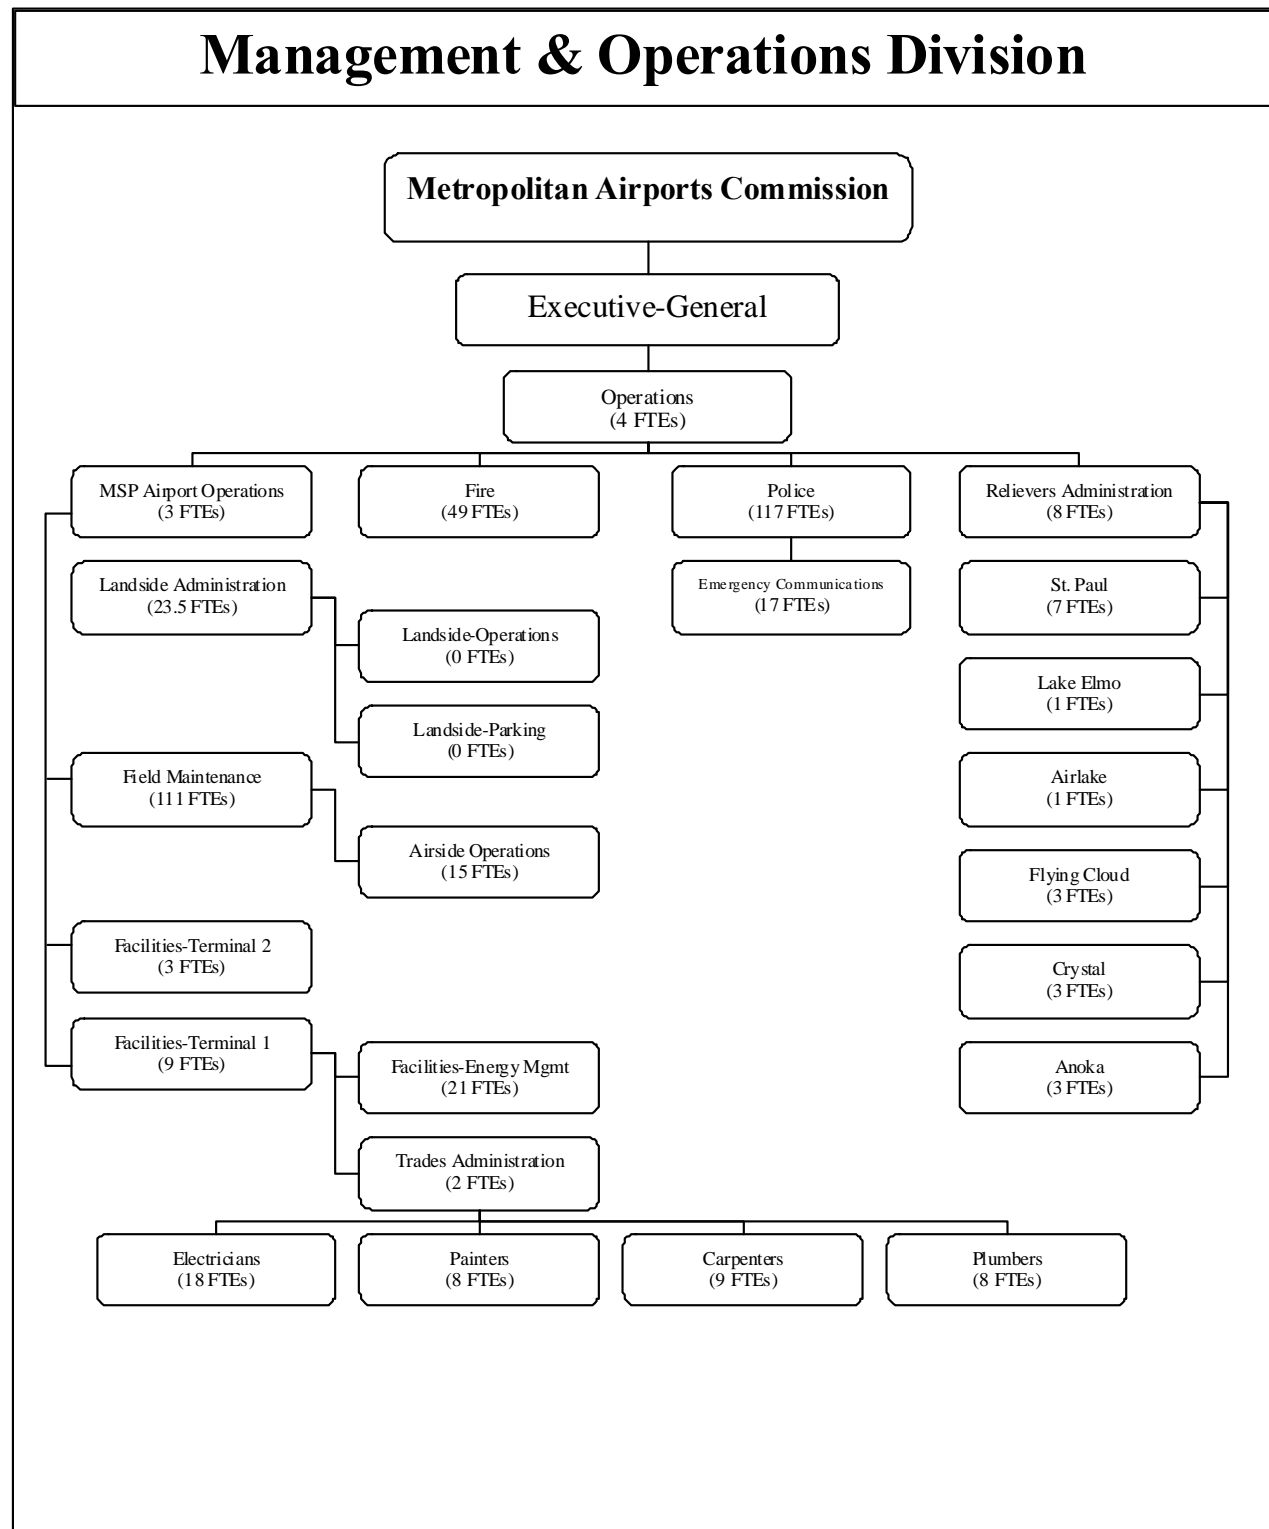 Management & Operations Division
Metropolitan Airports Commission
Executive-General
Operations
(4 FTEs)
MSP Airport Operations
(3 FTEs)
Fire
(49 FTEs)
Police
(117 FTEs)
Relievers Administration
(8 FTEs)
Landside Administration
(23.5 FTEs)
Emergency Communications
(17 FTEs)
St. Paul
(7 FTEs)
Landside-Operations
(0 FTEs)
Lake Elmo
(1 FTEs)
Landside-Parking
(0 FTEs)
Field Maintenance
(111 FTEs)
Airlake
(1 FTEs)
Airside Operations
(15 FTEs)
Flying Cloud
(3 FTEs)
Facilities-Terminal 2
(3 FTEs)
Crystal
(3 FTEs)
Facilities-Terminal 1
(9 FTEs)
Facilities-Energy Mgmt
(21 FTEs)
Anoka
(3 FTEs)
Trades Administration
(2 FTEs)
Electricians
(18 FTEs)
Painters
(8 FTEs)
Carpenters
(9 FTEs)
Plumbers
(8 FTEs)